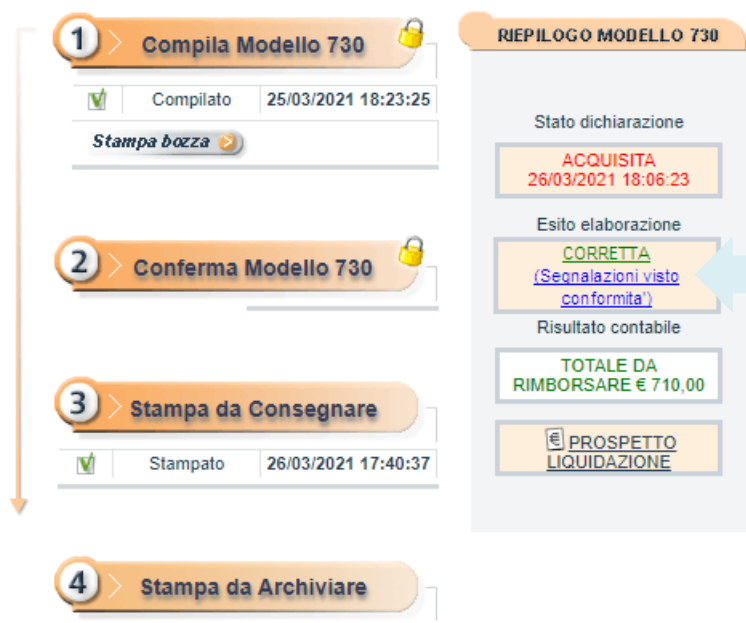 1
Compila Modello 730
Compilato 25/03/2021 18:23:25
Stampa bozza
2
Conferma Modello 730
3
Stampa da Consegnare
Stampato 26/03/2021 17:40:37
4
Stampa da Archiviare
RIEPILOGO MODELLO 730
Stato dichiarazione
ACQUISITA
26/03/2021 18:06:23
Esito elaborazione
CORRETTA
(Segnalazioni visto
conformita')
Risultato contabile
TOTALE DA
RIMBORSARE € 710,00
€ PROSPETTO
LIQUIDAZIONE